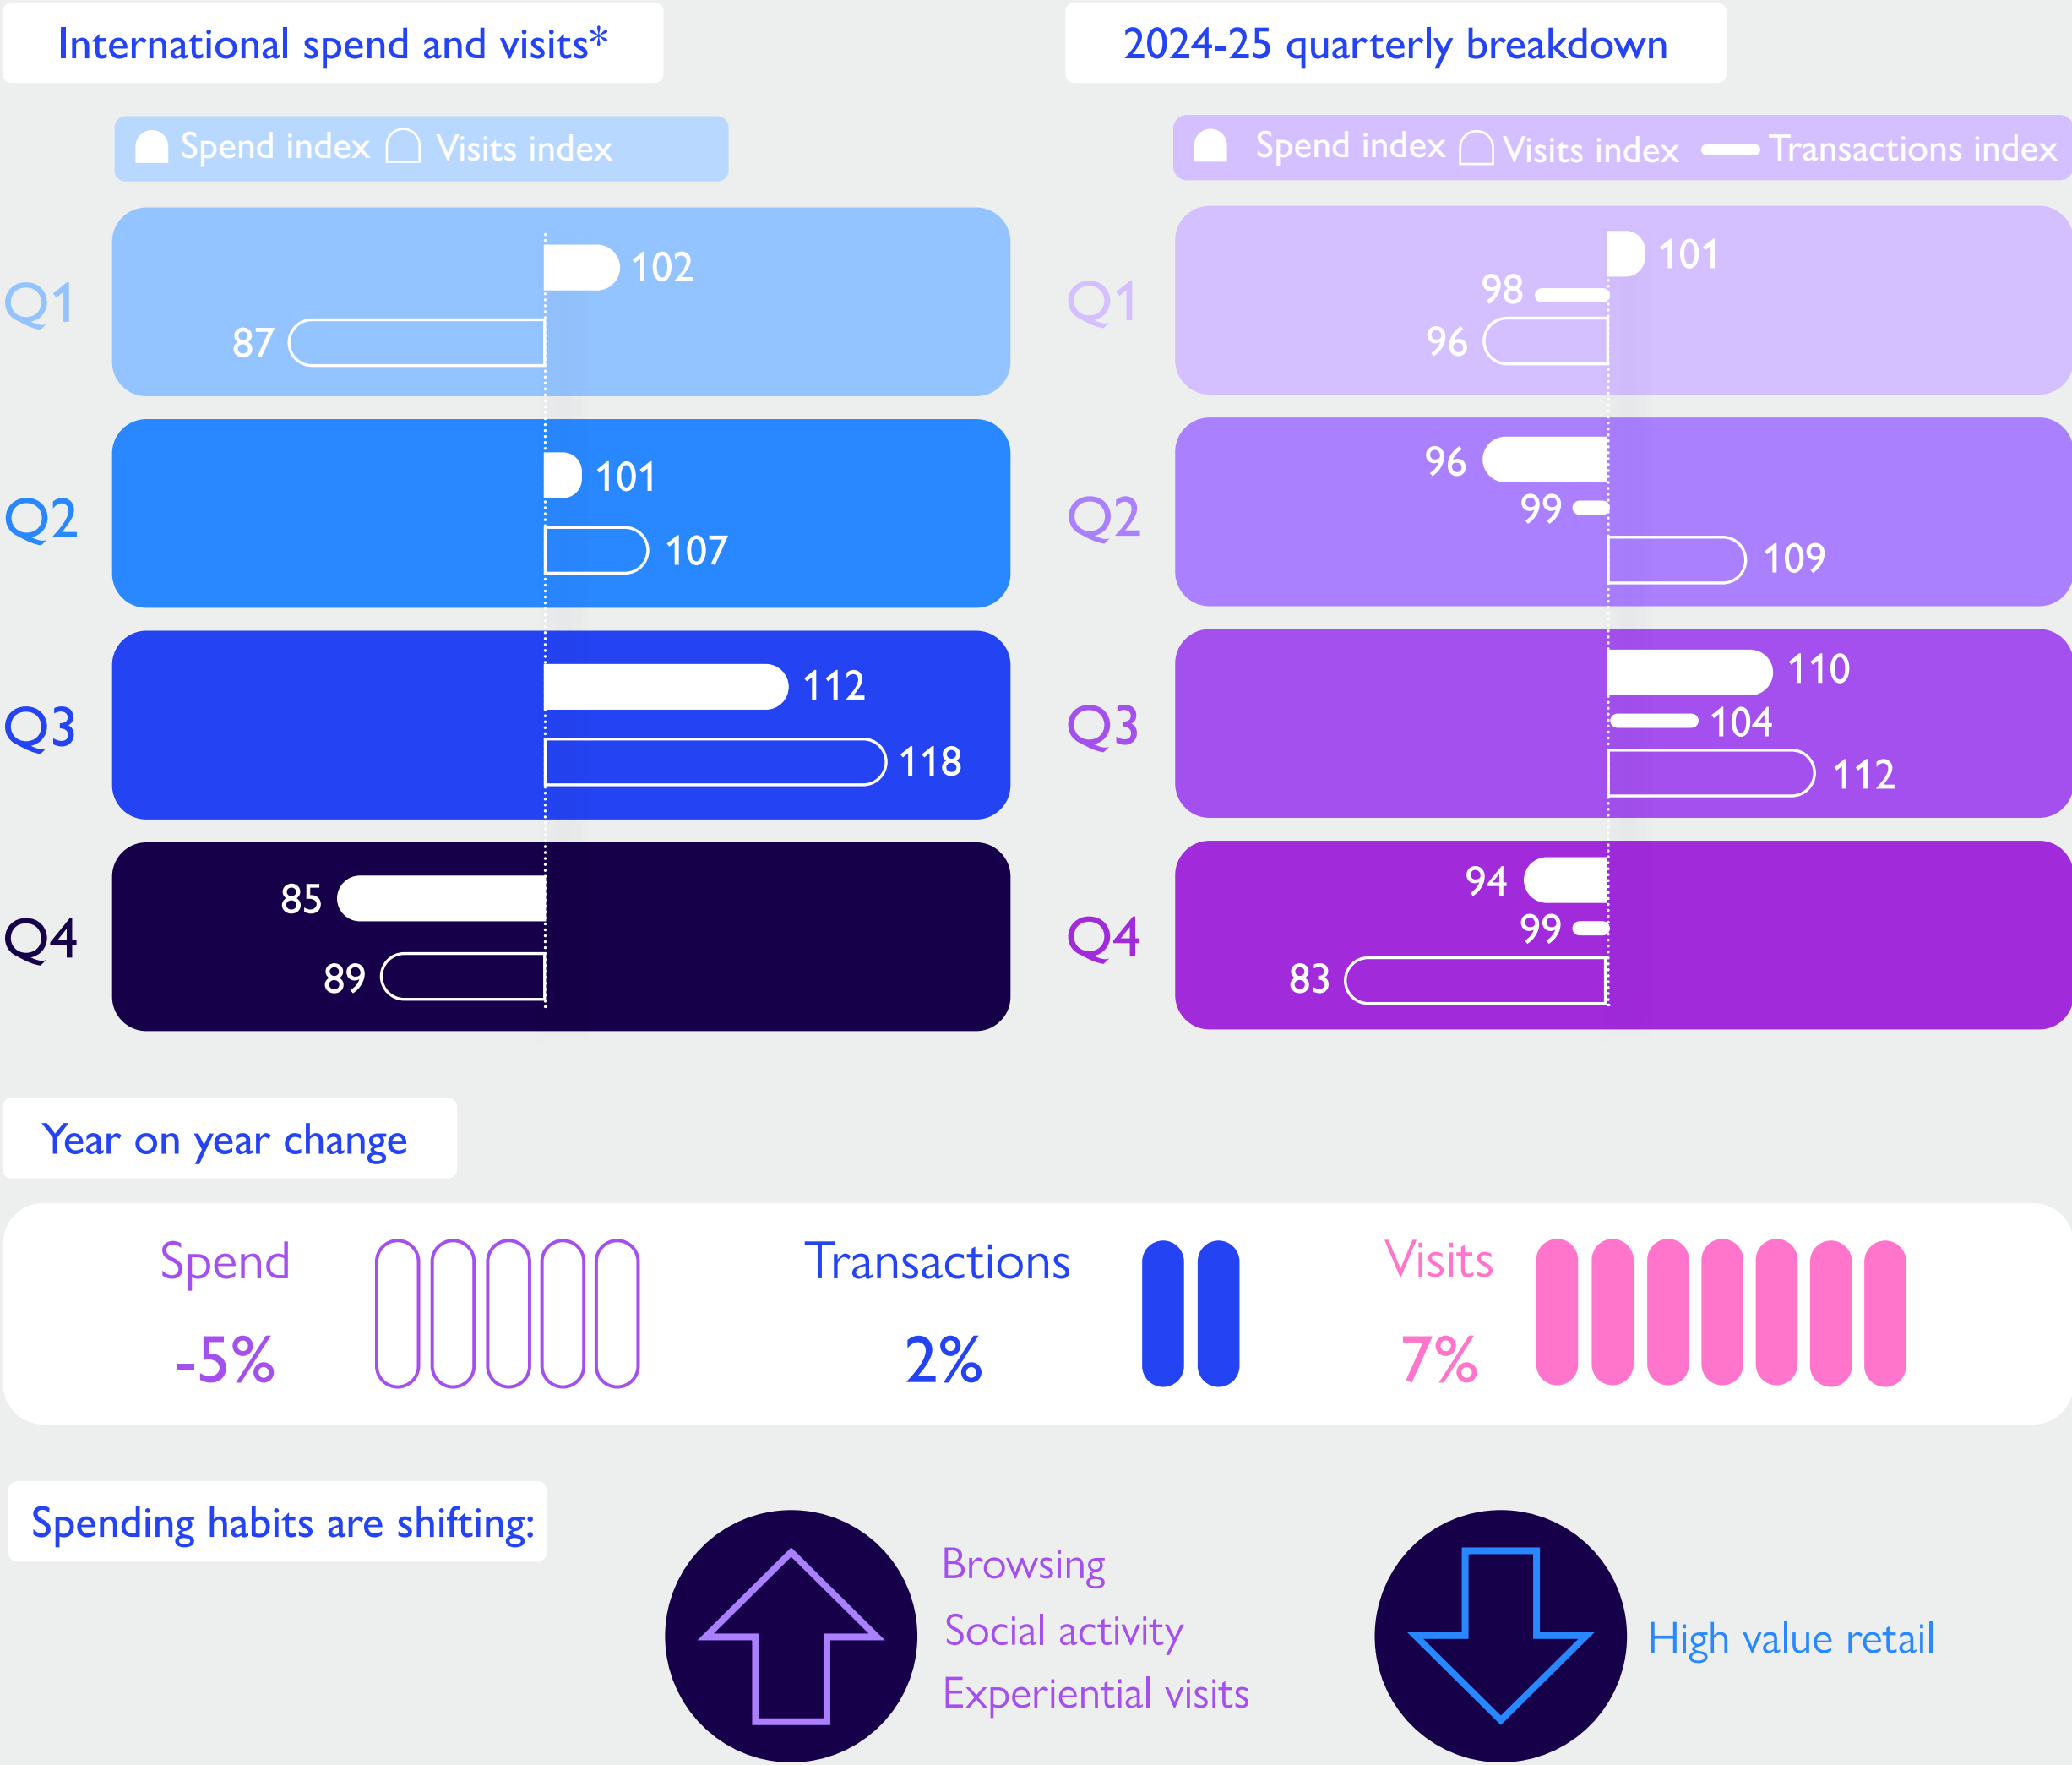 International spend and visits*
Spend index Visits index
Q1
102
87
Q2
101
107
Q3
112
118
Q4
85
89
2024-25 quarterly breakdown
Spend index Visits index Transactions index
Q1
101
98
96
Q2
96
99
109
Q3
110
104
112
Q4
94
99
83
Year on year change
Spend
-5%
Transactions
2%
Visits
7%
Spending habits are shifting:
Browsing
Social activity
Experiential visits
High value retail